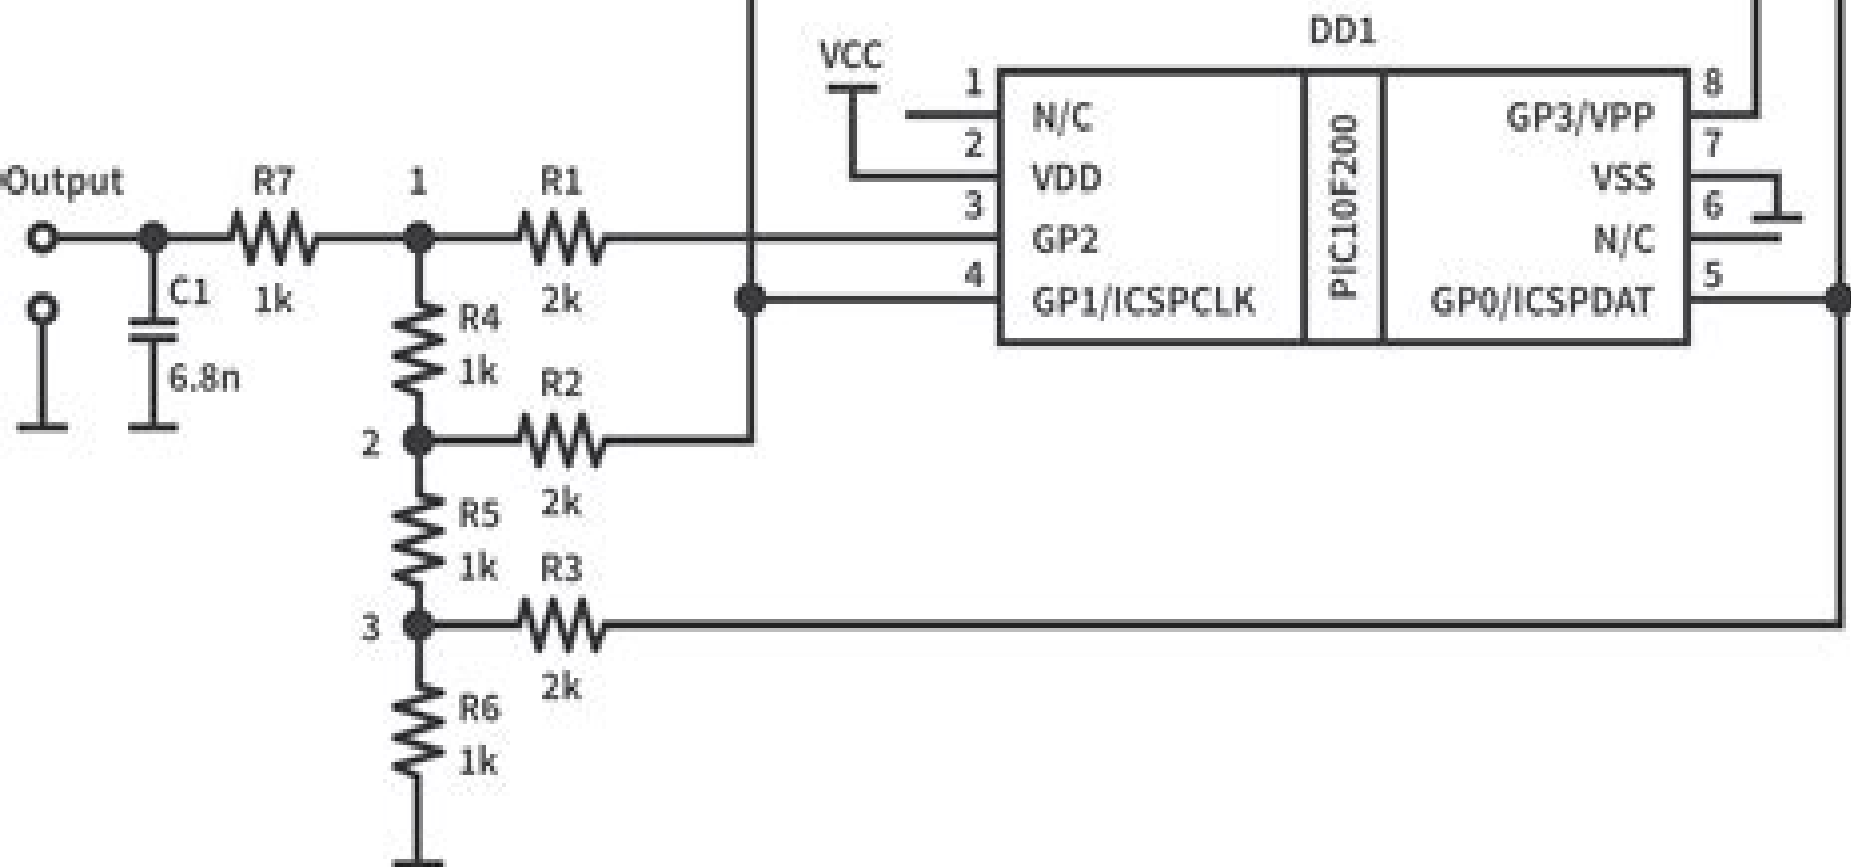 DD1
VCC
1
N/C
2
VDD
3
GP2
4
GP1/ICSPCLK
PIC10F200
8
GP3/VPP
7
VSS
6
N/C
5
GP0/ICSPDAT
Output
R7
1k
1
R1
2k
C1
6.8n
R4
1k
2
R2
2k
R5
1k
3
R3
2k
R6
1k